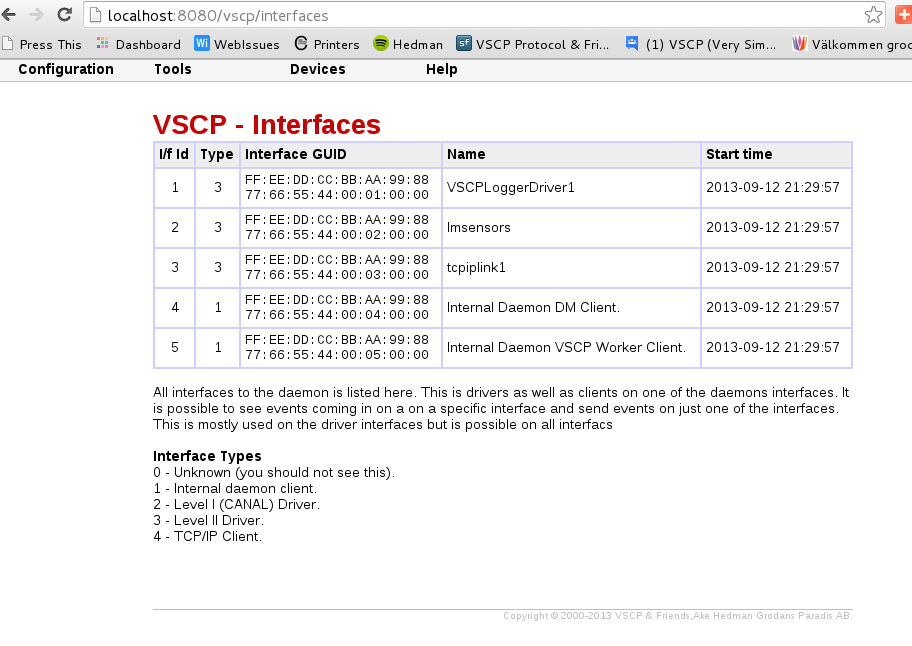 localhost:8080/vscp/interfaces
Press This Dashboard Wi WebIssues Printers Hedman sf VSCP Protocol & Fri... (1) VSCP (Very Sim... Välkommen groc
Configuration Tools Devices Help
VSCP - Interfaces
I/f Id Type Interface GUID Name Start time
1 3 FF:EE:DD:CC:BB:AA:99:88 VSCPLoggerDriver1 2013-09-12 21:29:57
77:66:55:44:00:01:00:00
2 3 FF:EE:DD:CC:BB:AA:99:88 lmsensors 2013-09-12 21:29:57
77:66:55:44:00:02:00:00
3 3 FF:EE:DD:CC:BB:AA:99:88 tcpiplink1 2013-09-12 21:29:57
77:66:55:44:00:03:00:00
4 1 FF:EE:DD:CC:BB:AA:99:88 Internal Daemon DM Client. 2013-09-12 21:29:57
77:66:55:44:00:04:00:00
5 1 FF:EE:DD:CC:BB:AA:99:88 Internal Daemon VSCP Worker Client. 2013-09-12 21:29:57
77:66:55:44:00:05:00:00
All interfaces to the daemon is listed here. This is drivers as well as clients on one of the daemons interfaces. It
is possible to see events coming in on a on a specific interface and send events on just one of the interfaces.
This is mostly used on the driver interfaces but is possible on all interfacs
Interface Types
0 - Unknown (you should not see this).
1 - Internal daemon client.
2 - Level I (CANAL) Driver.
3 - Level II Driver.
4 - TCP/IP Client.
Copyright © 2000-2013 VSCP & Friends,Ake Hedman Grodans Paradis AB.